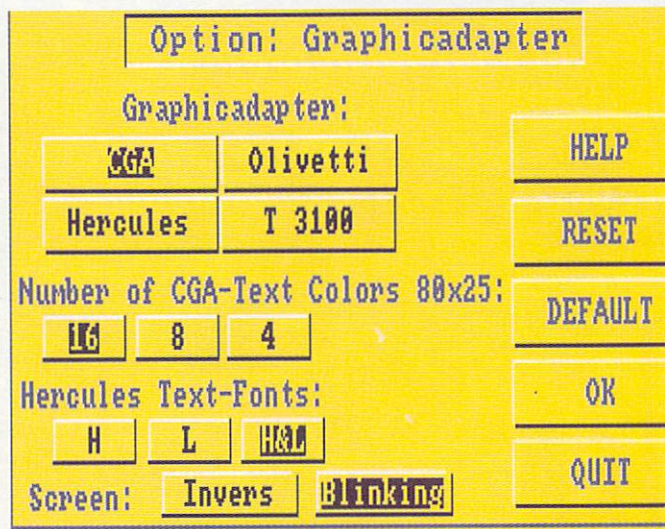 Option: Graphicadapter
Graphicadapter:
CGA Olivetti
Hercules T 3100
Number of CGA-Text Colors 80x25:
16 8 4
Hercules Text-Fonts:
H L H&L
Screen: Invers Blinking
HELP
RESET
DEFAULT
OK
QUIT